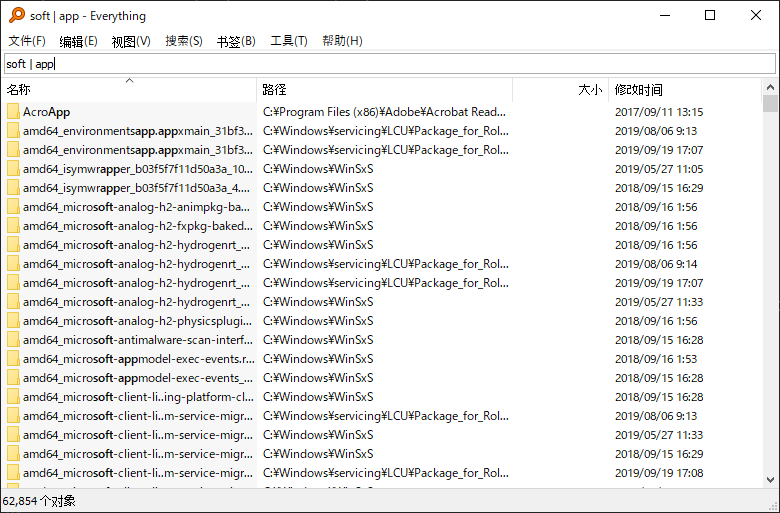 soft | app - Everything
文件(F) 编辑(E) 视图(V) 搜索(S) 书签(B) 工具(T) 帮助(H)
soft | app
名称 路径 大小 修改时间
AcroApp C:¥Program Files (x86)¥Adobe¥Acrobat Read... 2017/09/11 13:15
amd64_environmentsapp.appxmain_31bf3... C:¥Windows¥servicing¥LCU¥Package_for_Rol... 2019/08/06 9:13
amd64_environmentsapp.appxmain_31bf3... C:¥Windows¥servicing¥LCU¥Package_for_Rol... 2019/09/19 17:07
amd64_isymwrapper_b03f5f7f11d50a3a_10... C:¥Windows¥WinSxS 2019/05/27 11:05
amd64_isymwrapper_b03f5f7f11d50a3a_4.... C:¥Windows¥WinSxS 2018/09/15 16:29
amd64_microsoft-analog-h2-animpkg-ba... C:¥Windows¥WinSxS 2018/09/16 1:56
amd64_microsoft-analog-h2-fxpkg-baked... C:¥Windows¥WinSxS 2018/09/16 1:56
amd64_microsoft-analog-h2-hydrogenrt_... C:¥Windows¥WinSxS 2018/09/16 1:56
amd64_microsoft-analog-h2-hydrogenrt_... C:¥Windows¥servicing¥LCU¥Package_for_Rol... 2019/08/06 9:14
amd64_microsoft-analog-h2-hydrogenrt_... C:¥Windows¥servicing¥LCU¥Package_for_Rol... 2019/09/19 17:07
amd64_microsoft-analog-h2-hydrogenrt_... C:¥Windows¥WinSxS 2019/05/27 11:33
amd64_microsoft-analog-h2-physicsplugi... C:¥Windows¥WinSxS 2018/09/16 1:56
amd64_microsoft-antimalware-scan-interf... C:¥Windows¥WinSxS 2018/09/15 16:28
amd64_microsoft-appmodel-exec-events.r... C:¥Windows¥WinSxS 2018/09/16 1:53
amd64_microsoft-appmodel-exec-events_... C:¥Windows¥WinSxS 2018/09/15 16:28
amd64_microsoft-client-li..ing-platform-cl... C:¥Windows¥WinSxS 2018/09/15 16:28
amd64_microsoft-client-li..m-service-migr... C:¥Windows¥servicing¥LCU¥Package_for_Rol... 2019/08/06 9:13
amd64_microsoft-client-li..m-service-migr... C:¥Windows¥WinSxS 2019/05/27 11:33
amd64_microsoft-client-li..m-service-migr... C:¥Windows¥WinSxS 2018/09/15 16:29
amd64_microsoft-client-li..m-service-migr... C:¥Windows¥servicing¥LCU¥Package_for_Rol... 2019/09/19 17:08
62,854 个对象